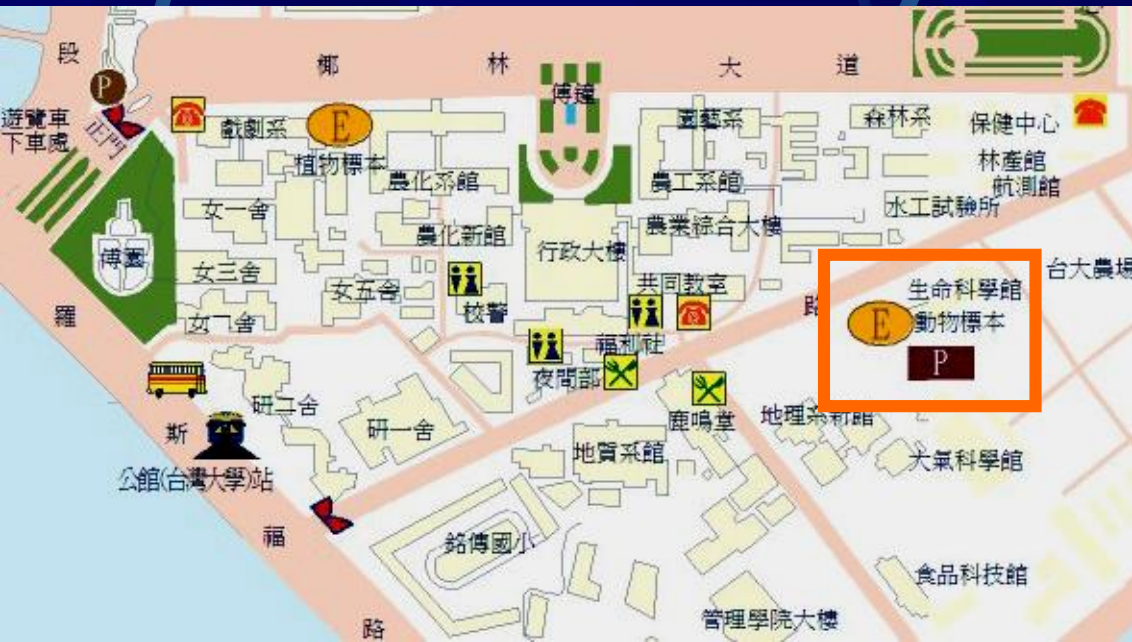 段
椰 林 大 道
P
正門
遊覽車
下車處
戲劇系
E
植物標本
傅鐘
園藝系
森林系
保健中心
林產館
航測館
農化系館
農工系館
水工試驗所
女一舍
農化新館
行政大樓
農業綜合大樓
傅園
女三舍
女五舍
校警
共同教室
路
生命科學館
台大農場
E
動物標本
P
羅
福利社
夜間部
研二舍
研一舍
鹿鳴堂
地理系新館
斯
地質系館
大氣科學館
公館(台灣大學)站
福
銘傳國小
食品科技館
管理學院大樓
路